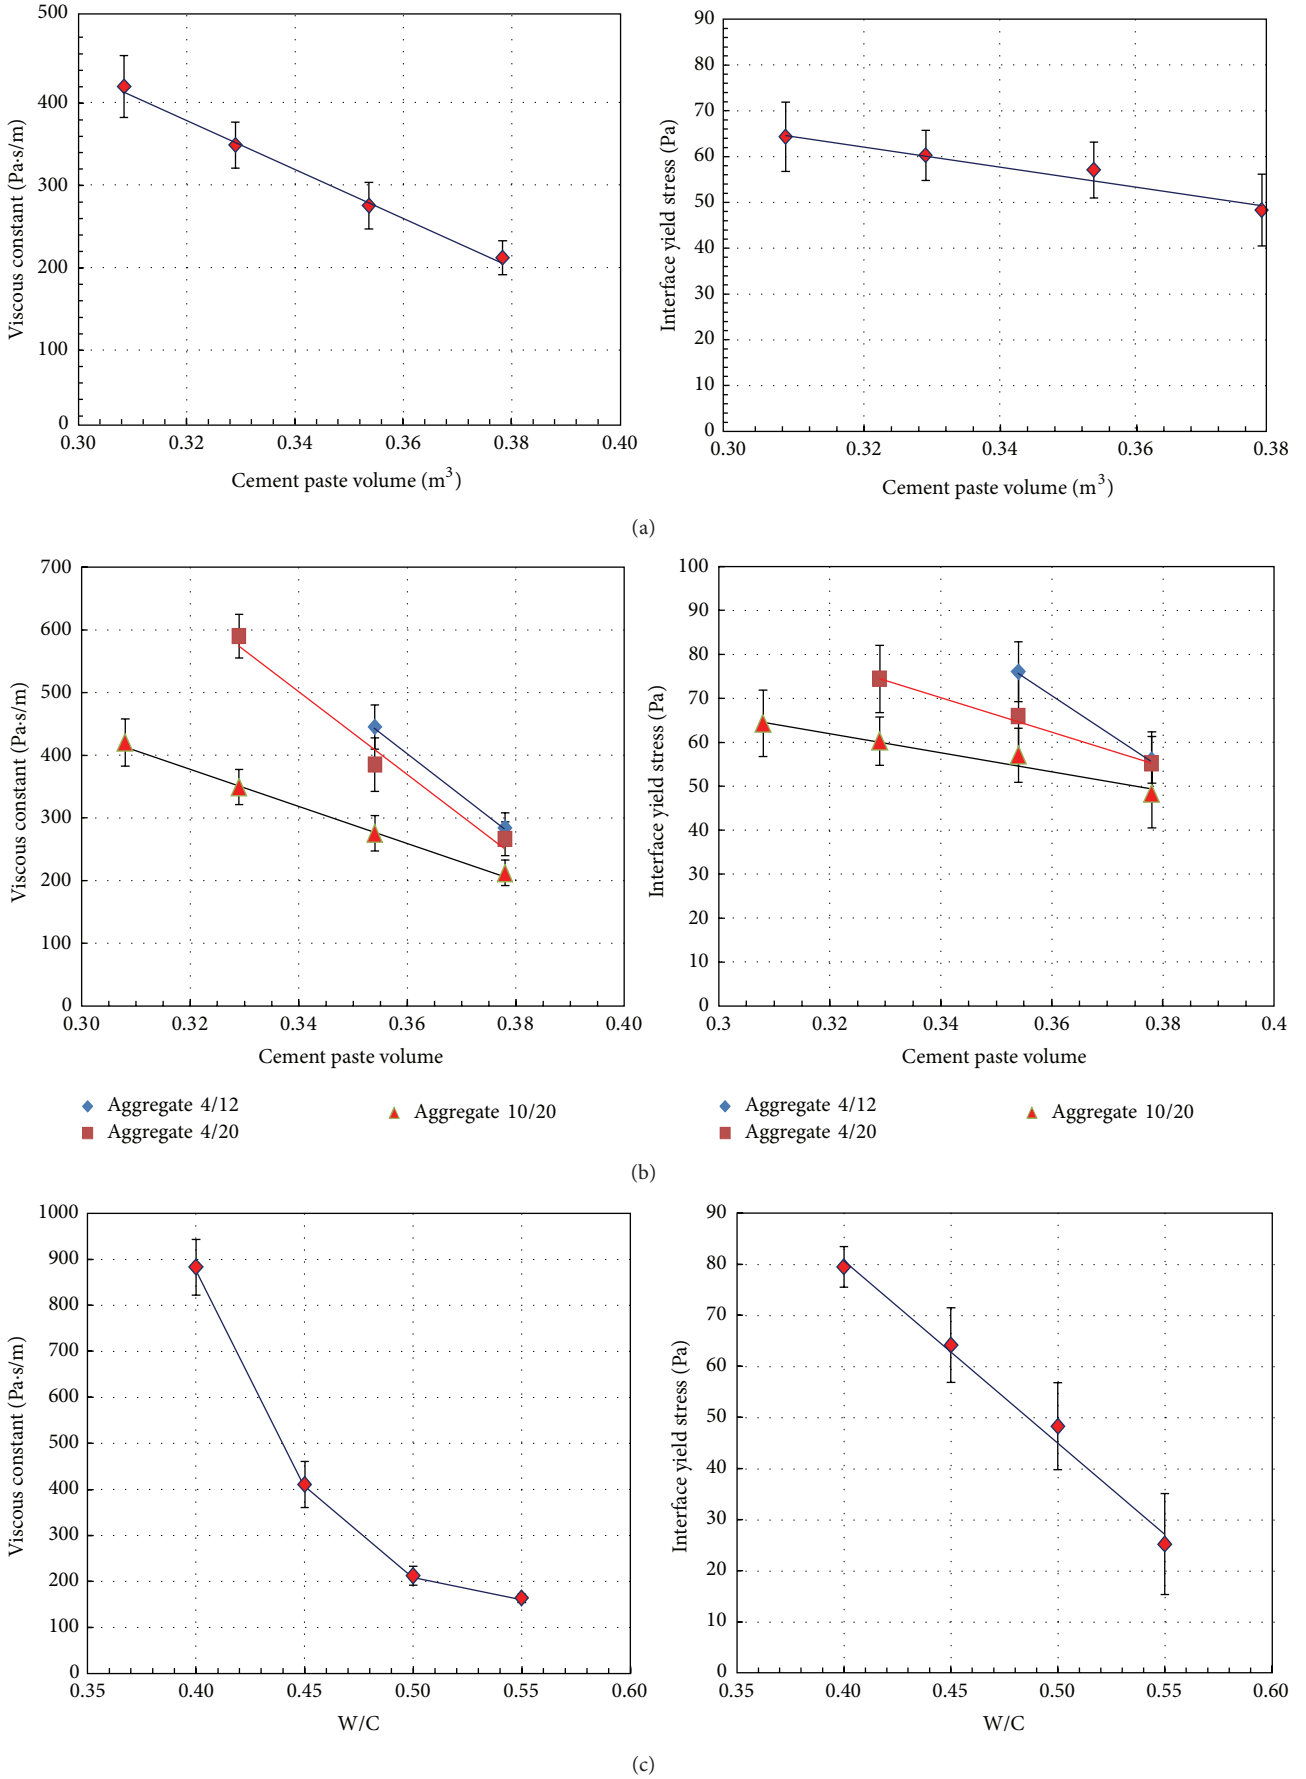 500
400
300
200
100
0
Viscous constant (Pa·s/m)
0.30 0.32 0.34 0.36 0.38 0.40
Cement paste volume (m³)
90
80
70
60
50
40
30
20
10
0
Interface yield stress (Pa)
0.30 0.32 0.34 0.36 0.38
Cement paste volume (m³)
(a)
700
600
500
400
300
200
100
0
Viscous constant (Pa·s/m)
0.30 0.32 0.34 0.36 0.38 0.40
Cement paste volume
Aggregate 4/12
Aggregate 4/20
Aggregate 10/20
100
90
80
70
60
50
40
30
20
10
0
Interface yield stress (Pa)
0.3 0.32 0.34 0.36 0.38 0.4
Cement paste volume
Aggregate 4/12
Aggregate 4/20
Aggregate 10/20
(b)
1000
900
800
700
600
500
400
300
200
100
0
Viscous constant (Pa·s/m)
0.35 0.40 0.45 0.50 0.55 0.60
W/C
90
80
70
60
50
40
30
20
10
0
Interface yield stress (Pa)
0.35 0.40 0.45 0.50 0.55 0.60
W/C
(c)